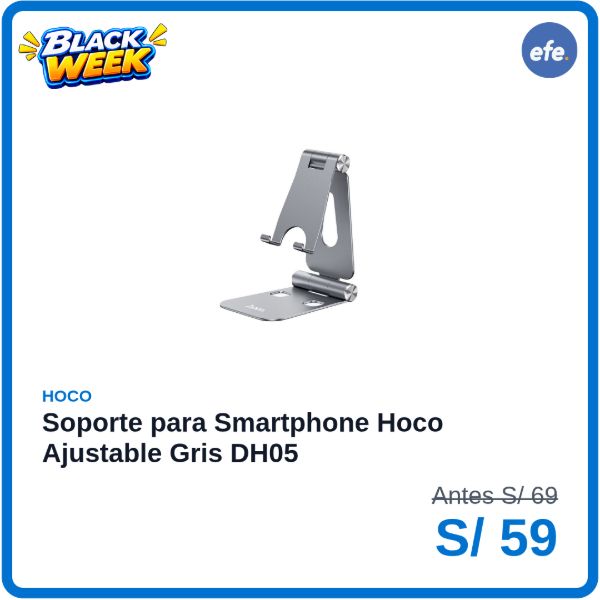 BLACK
WEEK
efe.
HOCO
Soporte para Smartphone Hoco
Ajustable Gris DH05
Antes S/ 69
S/ 59